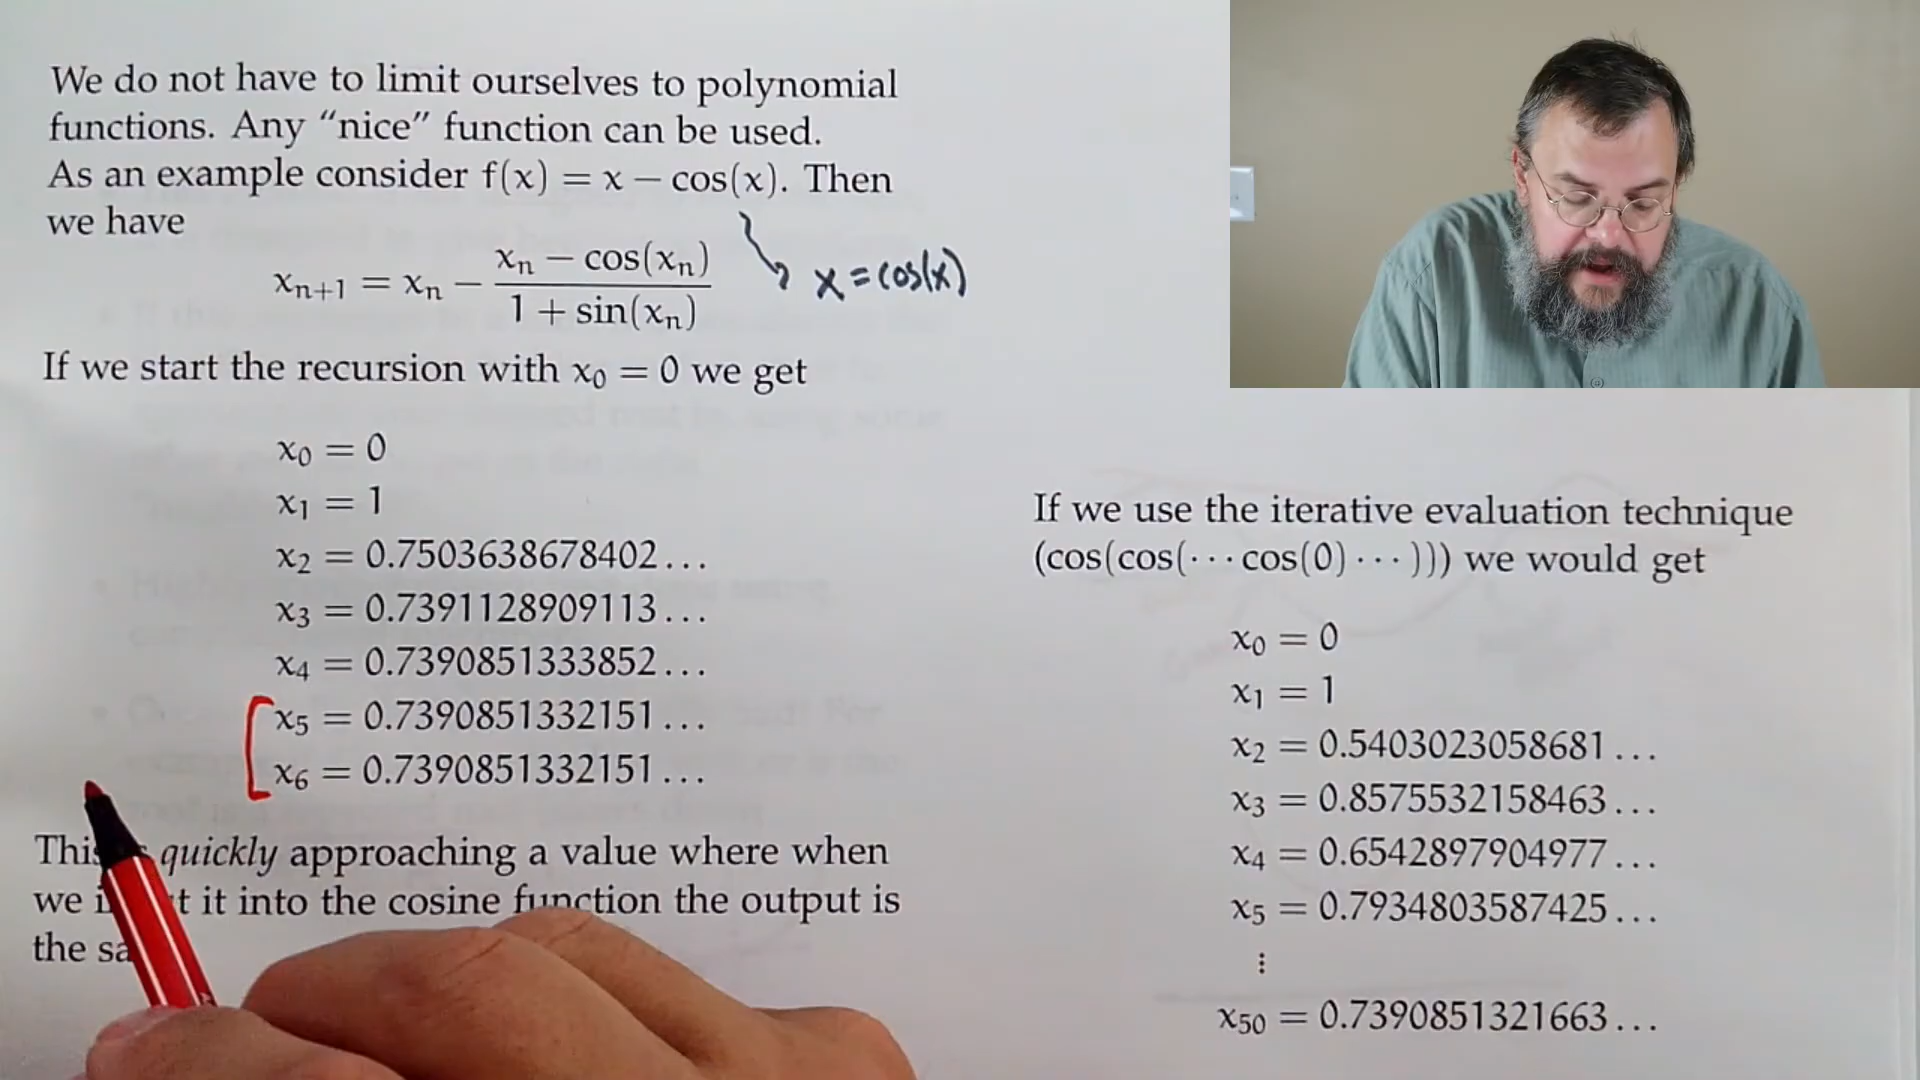 We do not have to limit ourselves to polynomial
functions. Any “nice” function can be used.
As an example consider f(x) = x − cos(x). Then
we have
xₙ₊₁ = xₙ − (xₙ − cos(xₙ)) / (1 + sin(xₙ))
x = cos(x)
If we start the recursion with x₀ = 0 we get
x₀ = 0
x₁ = 1
x₂ = 0.7503638678402...
x₃ = 0.7391128909113...
x₄ = 0.7390851333852...
x₅ = 0.7390851332151...
x₆ = 0.7390851332151...
quickly approaching a value where when
we it into the cosine function the output is
the
If we use the iterative evaluation technique
(cos(cos(···cos(0)···))) we would get
x₀ = 0
x₁ = 1
x₂ = 0.5403023058681...
x₃ = 0.8575532158463...
x₄ = 0.6542897904977...
x₅ = 0.7934803587425...
⋮
x₅₀ = 0.7390851321663...